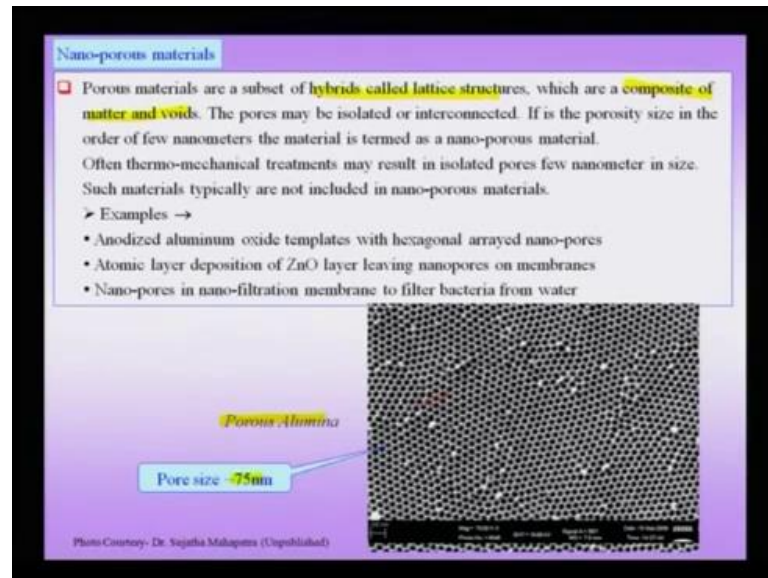 Nano-porous materials
Porous materials are a subset of hybrids called lattice structures, which are a composite of
matter and voids. The pores may be isolated or interconnected. If is the porosity size in the
order of few nanometers the material is termed as a nano-porous material.
Often thermo-mechanical treatments may result in isolated pores few nanometer in size.
Such materials typically are not included in nano-porous materials.
➢ Examples →
• Anodized aluminum oxide templates with hexagonal arrayed nano-pores
• Atomic layer deposition of ZnO layer leaving nanopores on membranes
• Nano-pores in nano-filtration membrane to filter bacteria from water
Porous Alumina
Pore size ~75nm
Photo Courtesy- Dr. Sujatha Mahapatra (Unpublished)